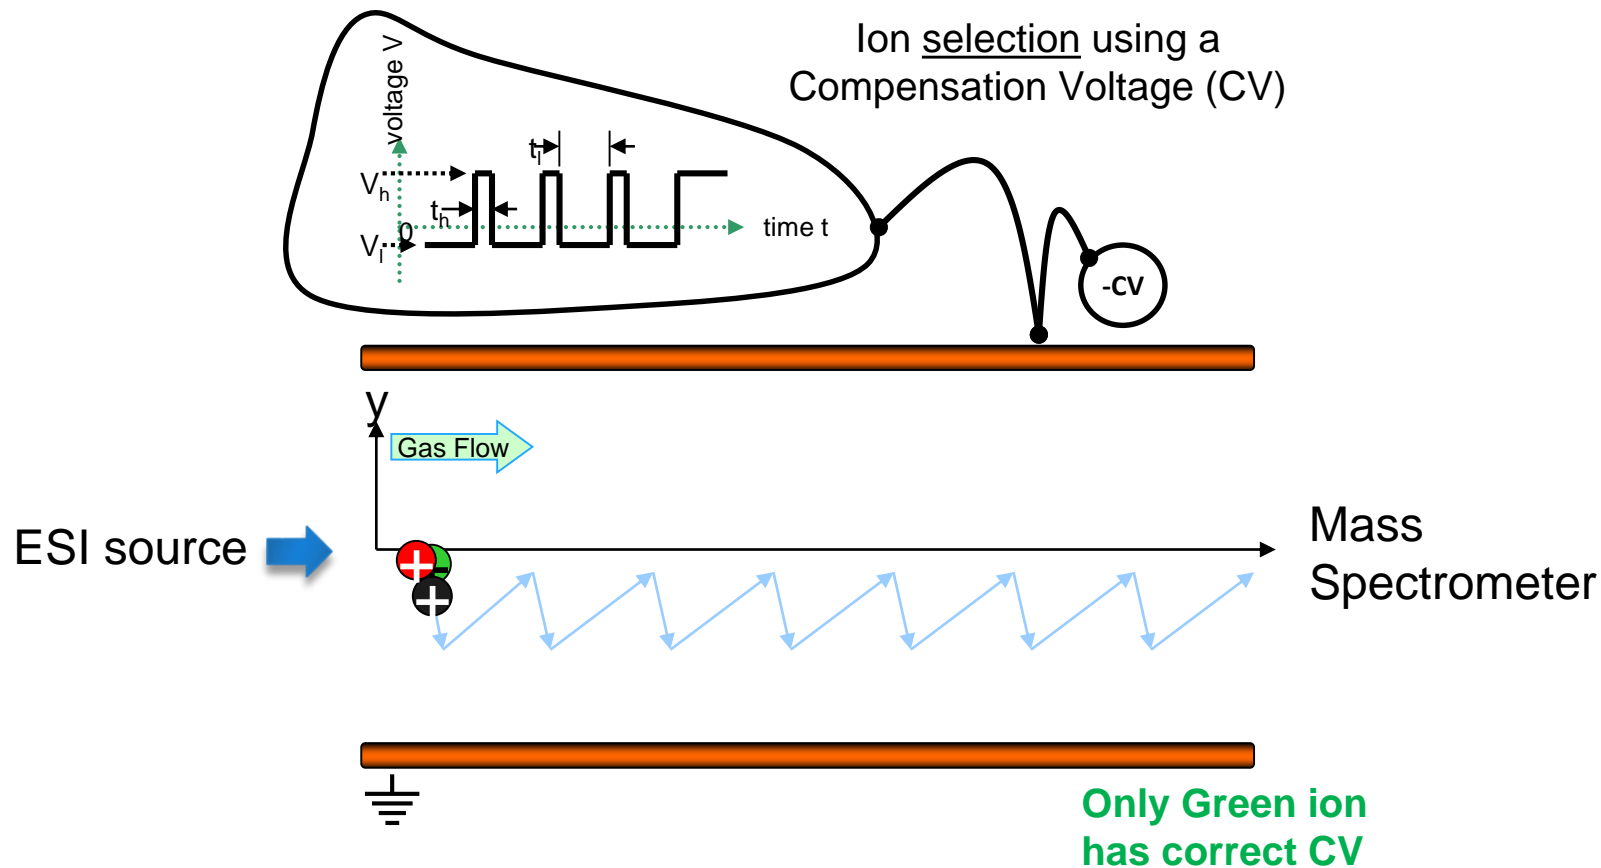 Ion selection using a
Compensation Voltage (CV)
voltage V
tl
Vh
th
0
time t
Vl
-CV
y
Gas Flow
ESI source
Mass
Spectrometer
Only Green ion
has correct CV